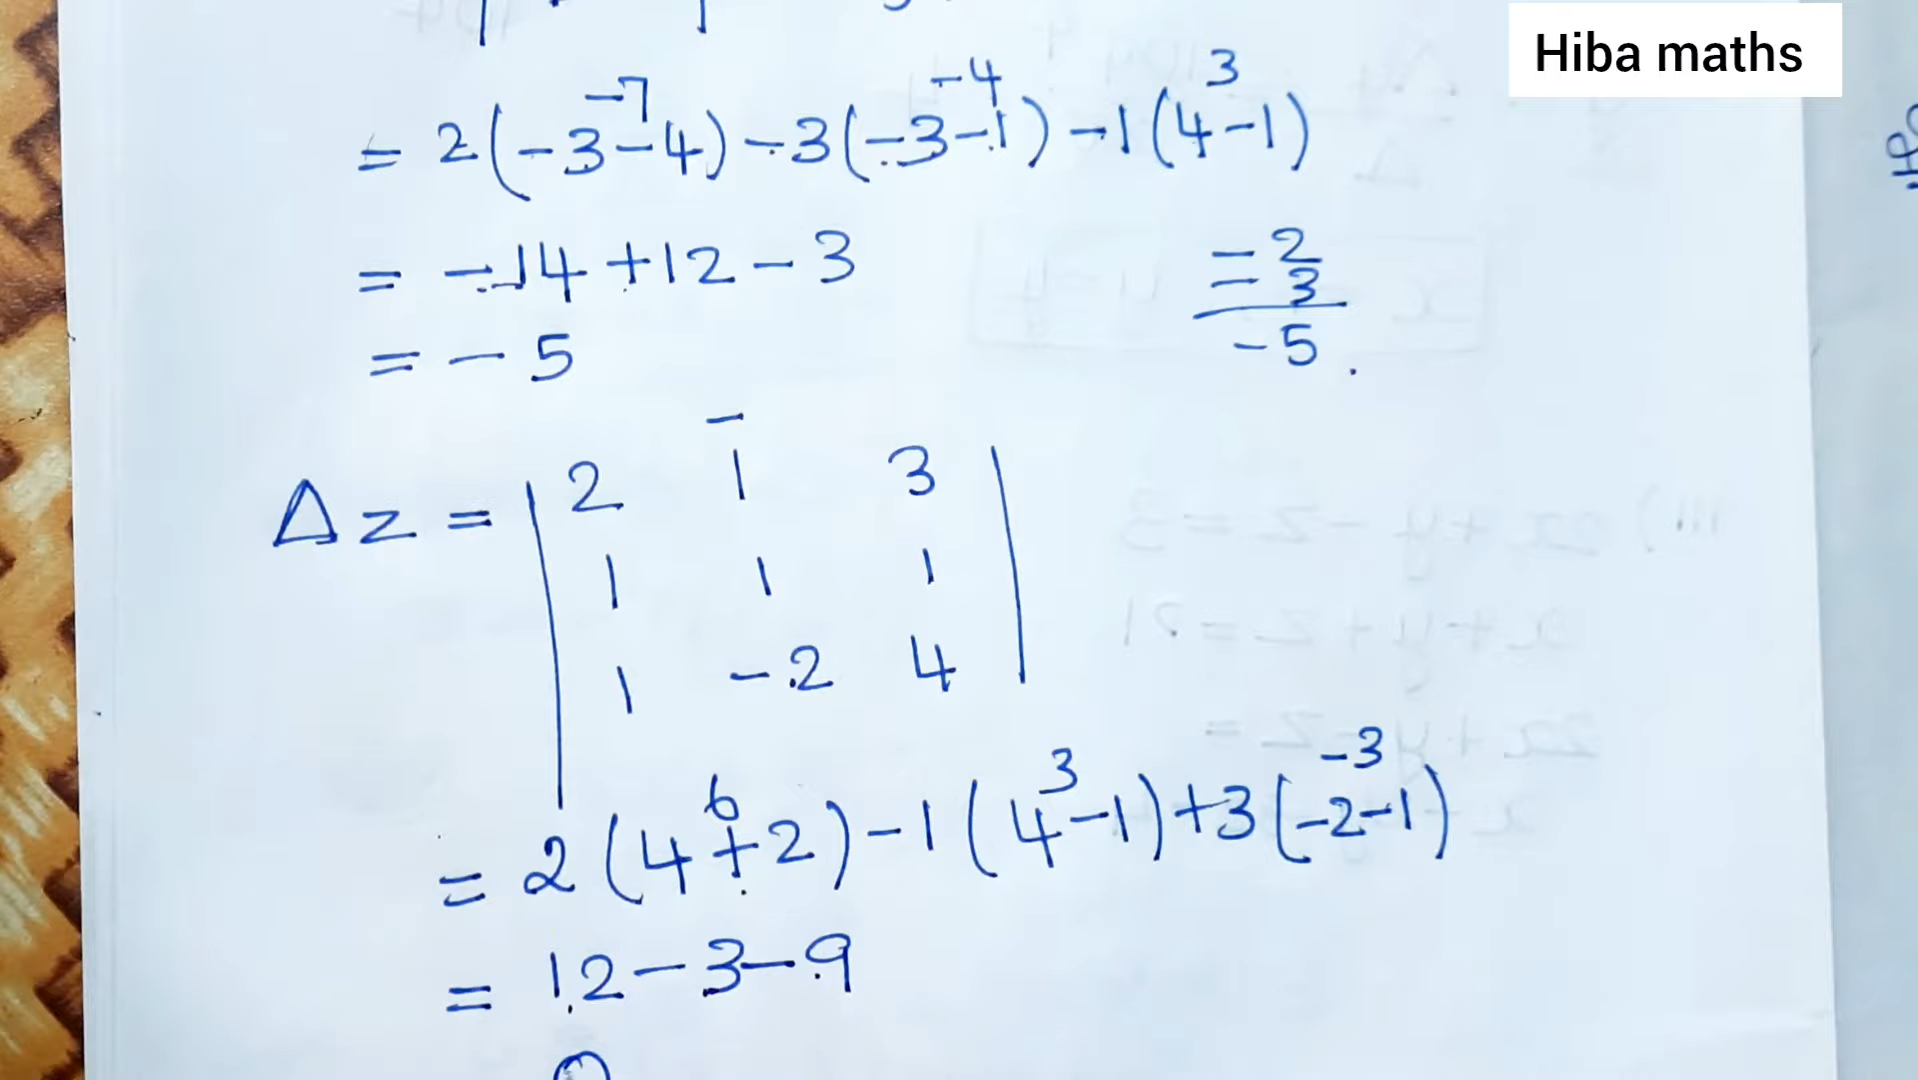 Hiba maths
-7 -4 3
= 2(-3-4) -3(-3-1) -1(4-1)
= -14 +12 - 3 - 2
= - 5 - 3
-5
Δz = | 2 1 3 |
| 1 1 1 |
| 1 -2 4 |
6 3 -3
= 2(4+2) -1(4-1) +3(-2-1)
= 12 - 3 - 9